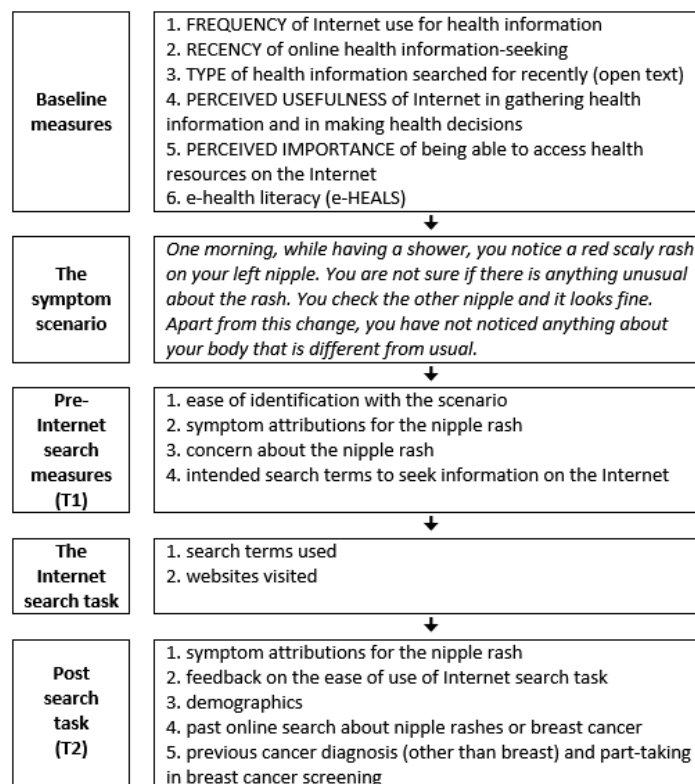 Baseline
measures
1. FREQUENCY of Internet use for health information
2. RECENCY of online health information-seeking
3. TYPE of health information searched for recently (open text)
4. PERCEIVED USEFULNESS of Internet in gathering health
information and in making health decisions
5. PERCEIVED IMPORTANCE of being able to access health
resources on the Internet
6. e-health literacy (e-HEALS)
The
symptom
scenario
One morning, while having a shower, you notice a red scaly rash
on your left nipple. You are not sure if there is anything unusual
about the rash. You check the other nipple and it looks fine.
Apart from this change, you have not noticed anything about
your body that is different from usual.
Pre-
Internet
search
measures
(T1)
1. ease of identification with the scenario
2. symptom attributions for the nipple rash
3. concern about the nipple rash
4. intended search terms to seek information on the Internet
The
Internet
search task
1. search terms used
2. websites visited
Post
search
task
(T2)
1. symptom attributions for the nipple rash
2. feedback on the ease of use of Internet search task
3. demographics
4. past online search about nipple rashes or breast cancer
5. previous cancer diagnosis (other than breast) and part-taking
in breast cancer screening